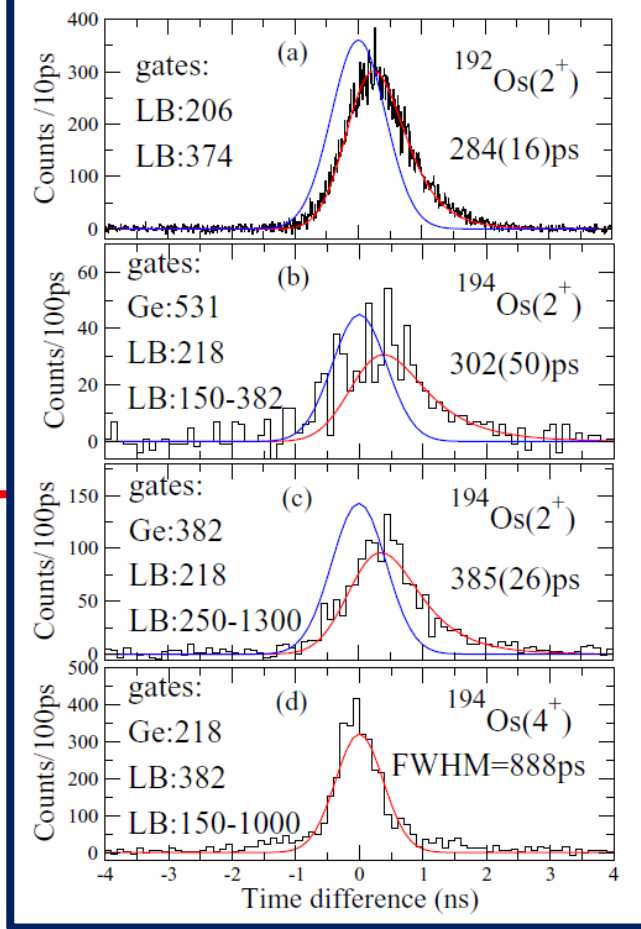 Counts /10ps
400
300
200
100
0
(a)
gates:
LB:206
LB:374
192Os(2+)
284(16)ps
Counts/100ps
60
40
20
0
(b)
gates:
Ge:531
LB:218
LB:150-382
194Os(2+)
302(50)ps
Counts/100ps
150
100
50
0
(c)
gates:
Ge:382
LB:218
LB:250-1300
194Os(2+)
385(26)ps
Counts/100ps
500
400
300
200
100
0
(d)
gates:
Ge:218
LB:382
LB:150-1000
194Os(4+)
FWHM=888ps
-4 -3 -2 -1 0 1 2 3 4
Time difference (ns)